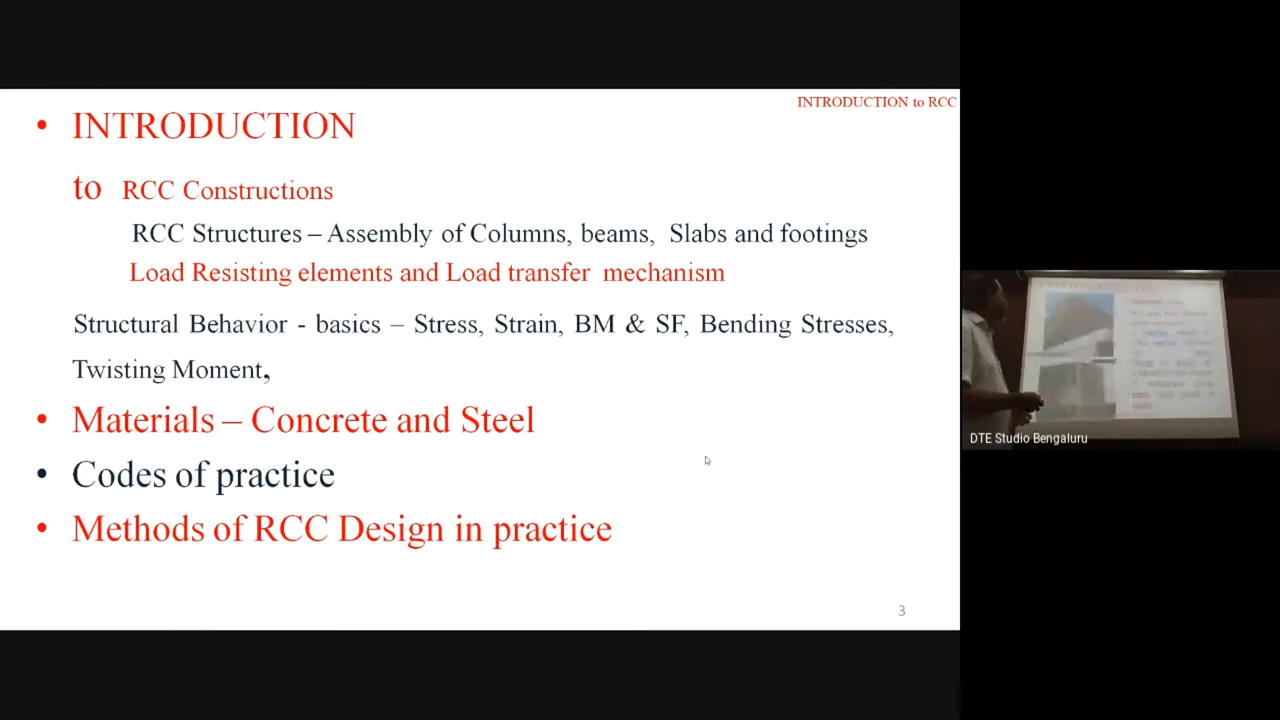 INTRODUCTION to RCC
• INTRODUCTION
to RCC Constructions
RCC Structures – Assembly of Columns, beams, Slabs and footings
Load Resisting elements and Load transfer mechanism
Structural Behavior - basics – Stress, Strain, BM & SF, Bending Stresses,
Twisting Moment,
• Materials – Concrete and Steel
• Codes of practice
• Methods of RCC Design in practice
3
DTE Studio Bengaluru